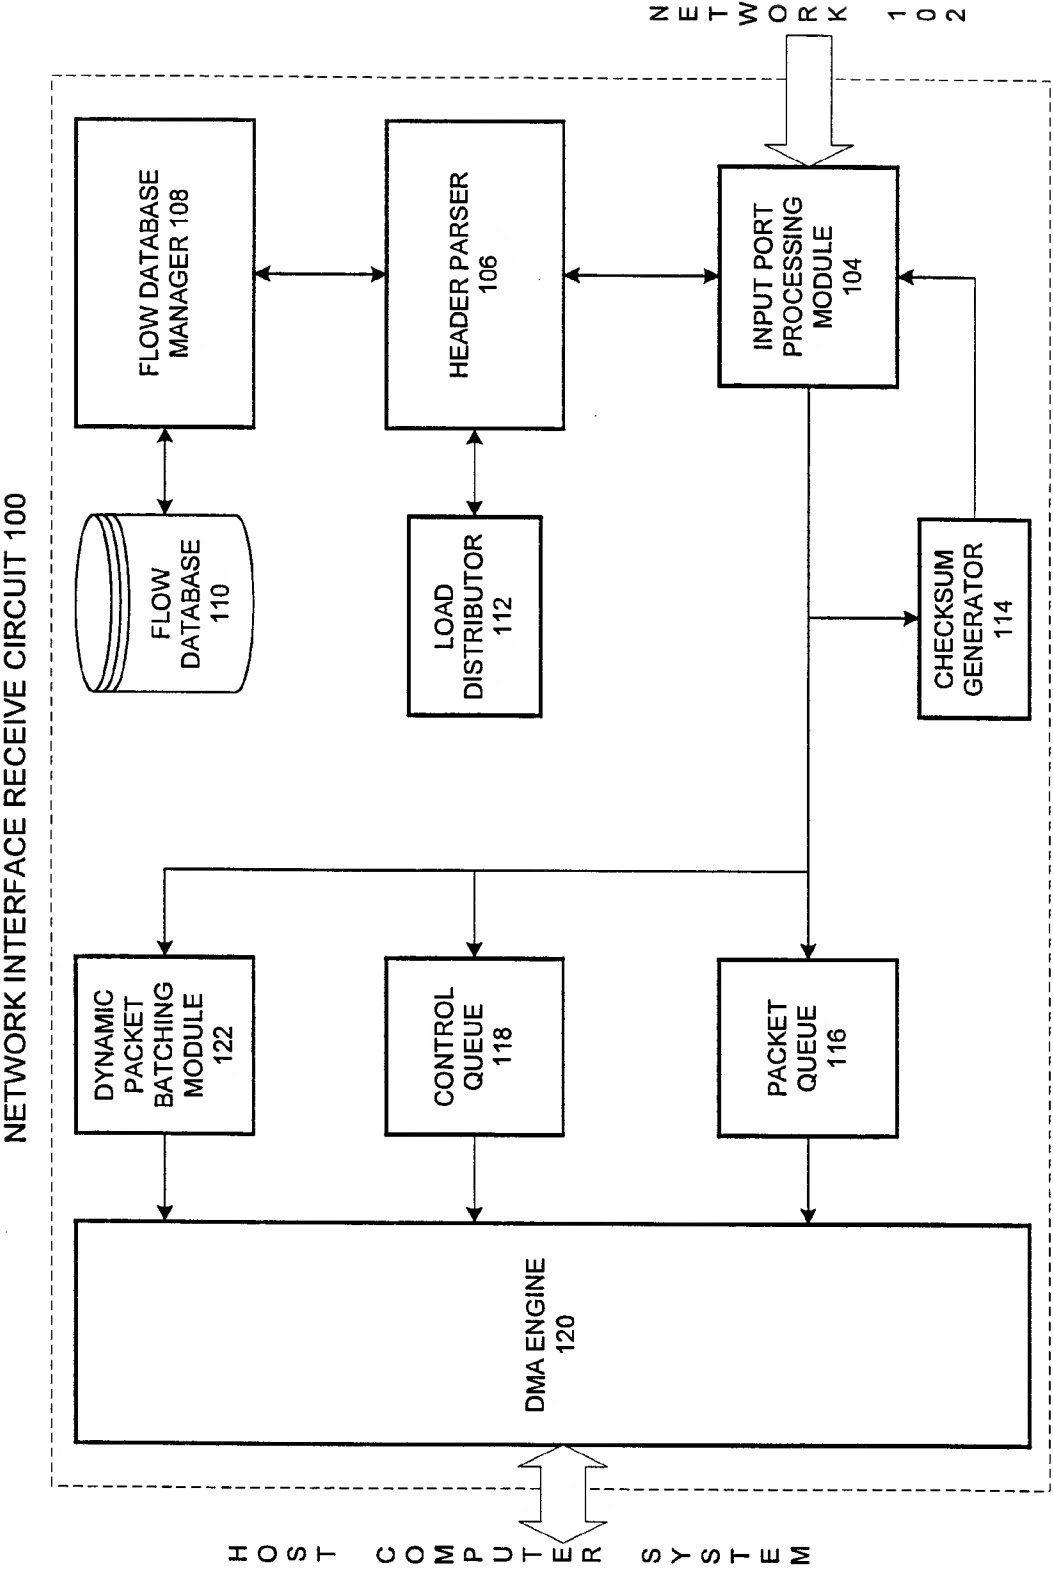 NETWORK INTERFACE RECEIVE CIRCUIT 100
HOST COMPUTER SYSTEM
DMA ENGINE
120
DYNAMIC
PACKET
BATCHING
MODULE
122
CONTROL
QUEUE
118
PACKET
QUEUE
116
FLOW
DATABASE
110
LOAD
DISTRIBUTOR
112
CHECKSUM
GENERATOR
114
FLOW DATABASE
MANAGER 108
HEADER PARSER
106
INPUT PORT
PROCESSING
MODULE
104
NETWORK 102